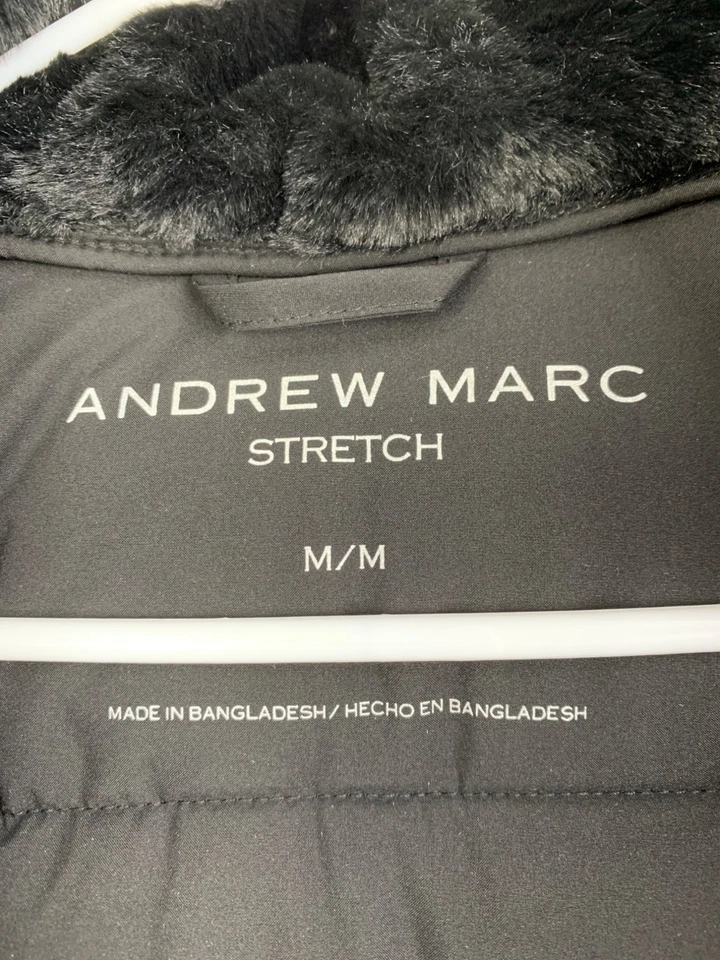 ANDREW MARC
STRETCH
M/M
MADE IN BANGLADESH/ HECHO EN BANGLADESH